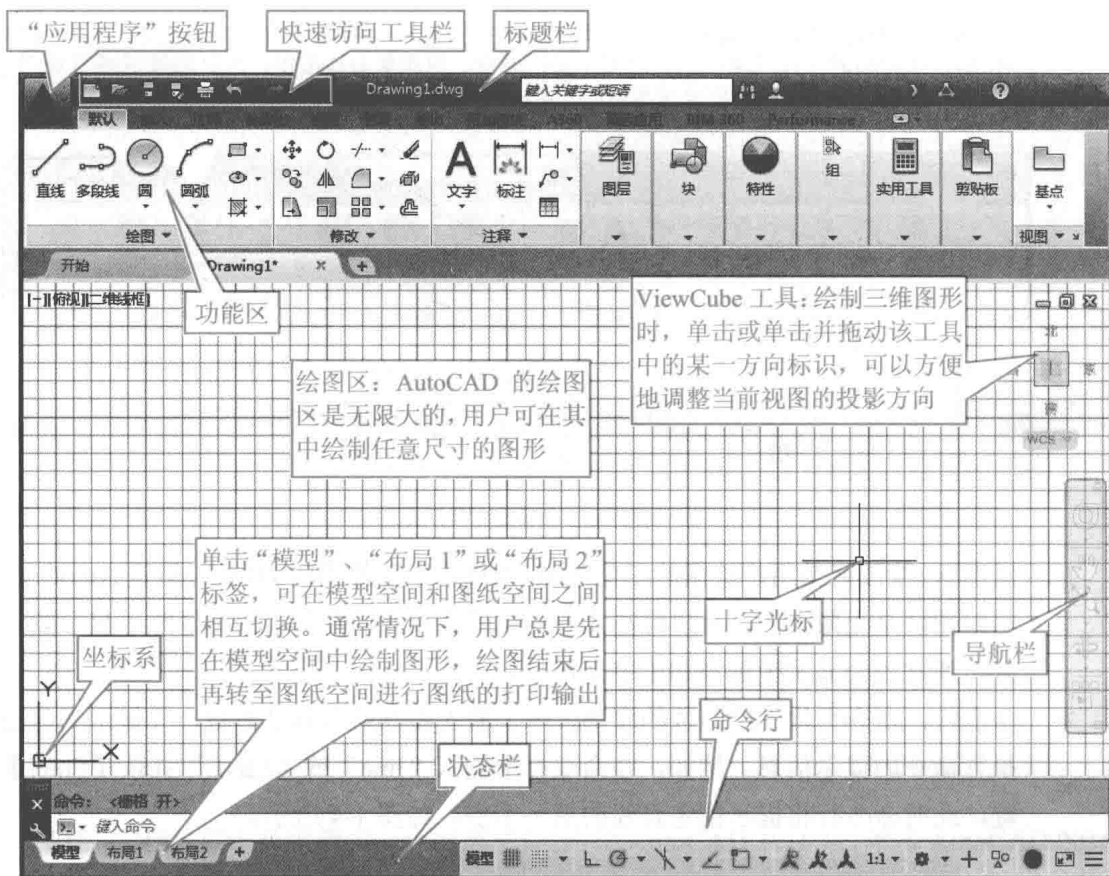 “应用程序”按钮
快速访问工具栏
标题栏
Drawing1.dwg
键入关键字或短语
默认
A360
BIM 360
Performance
直线
多段线
圆
圆弧
文字
标注
图层
块
特性
组
实用工具
剪贴板
基点
绘图
修改
注释
视图
开始
Drawing1*
[-][俯视][二维线框]
功能区
ViewCube 工具:绘制三维图形
时，单击或单击并拖动该工具
中的某一方向标识，可以方便
地调整当前视图的投影方向
北
上
东
WCS
绘图区：AutoCAD 的绘图
区是无限大的，用户可在其
中绘制任意尺寸的图形
单击“模型”、“布局 1”或“布局 2”
标签，可在模型空间和图纸空间之间
相互切换。通常情况下，用户总是先
在模型空间中绘制图形，绘图结束后
再转至图纸空间进行图纸的打印输出
十字光标
导航栏
坐标系
Y
X
命令行
状态栏
命令: <栅格 开>
键入命令
模型 布局1 布局2 +
模型
1:1